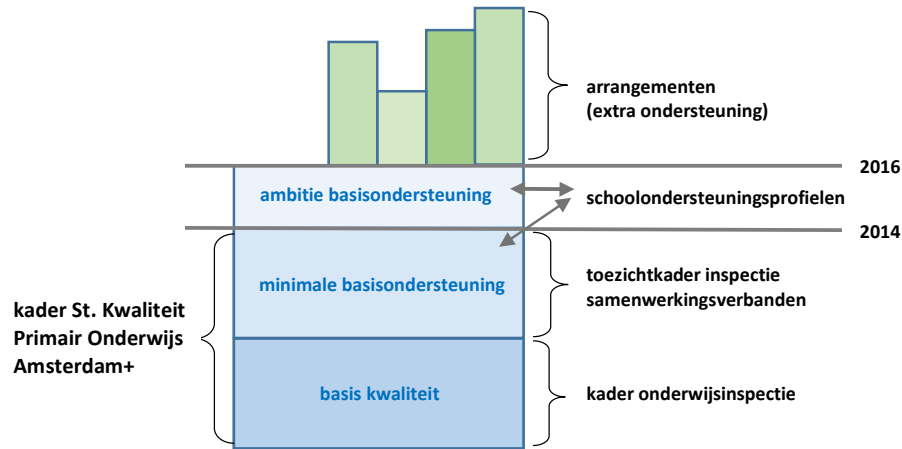 arrangementen
(extra ondersteuning)
2016
ambitie basisondersteuning
schoolondersteuningsprofielen
2014
minimale basisondersteuning
toezichtkader inspectie
samenwerkingsverbanden
kader St. Kwaliteit
Primair Onderwijs
Amsterdam+
basis kwaliteit
kader onderwijsinspectie